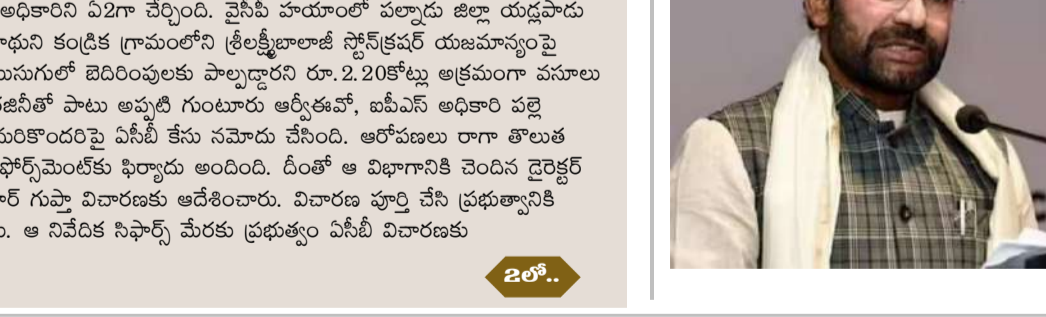 అధికారిని ఏ2గా చేర్చింది. వైసీపీ హయాంలో పల్నాడు జిల్లా యడ్లపాడు
కండ్రిక గ్రామంలోని శ్రీలక్ష్మీబాలాజీ స్టోన్‌క్రషర్ యజమాన్యంపై
బెదిరింపులకు పాల్పడ్డారని రూ.2.20కోట్లు అక్రమంగా వసూలు
పాటు అప్పటి గుంటూరు ఆర్వీఈవో, ఐపీఎస్ అధికారి పల్లె
ఏసీబీ కేసు నమోదు చేసింది. ఆరోపణలు రాగా తొలుత
ఫిర్యాదు అందింది. దీంతో ఆ విభాగానికి చెందిన డైరెక్టర్
గుప్తా విచారణకు ఆదేశించారు. విచారణ పూర్తి చేసి ప్రభుత్వానికి
ఆ నివేదిక సిఫార్స్ మేరకు ప్రభుత్వం ఏసీబీ విచారణకు
2లో..